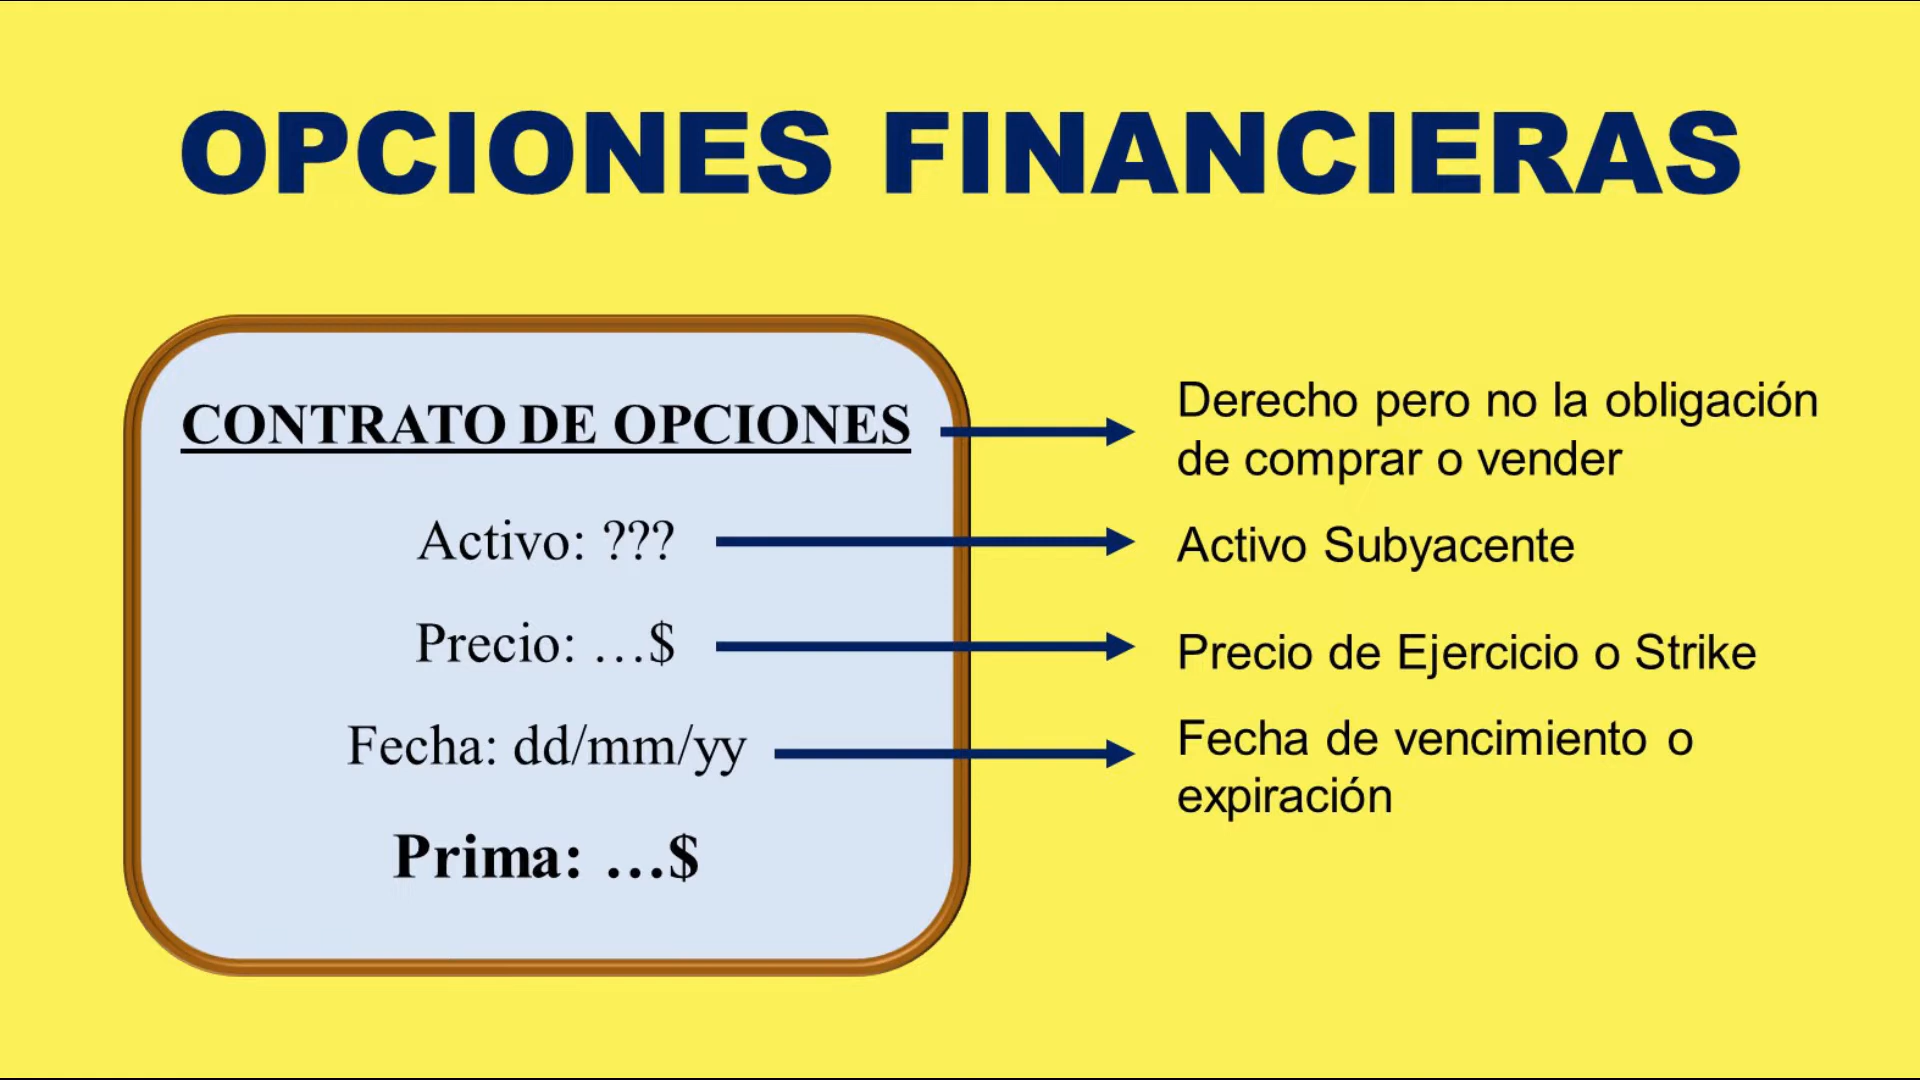 OPCIONES FINANCIERAS
CONTRATO DE OPCIONES
Derecho pero no la obligación
de comprar o vender
Activo: ???
Activo Subyacente
Precio: ...$
Precio de Ejercicio o Strike
Fecha: dd/mm/yy
Fecha de vencimiento o
expiración
Prima: ...$